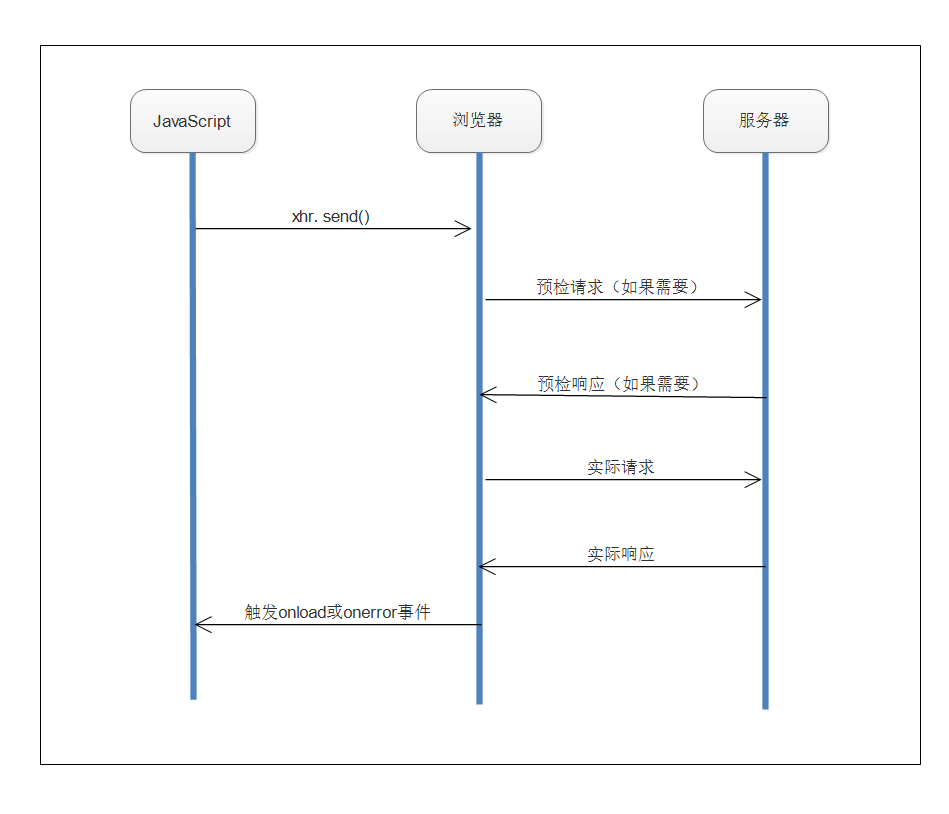 JavaScript
浏览器
服务器
xhr. send()
预检请求（如果需要）
预检响应（如果需要）
实际请求
实际响应
触发onload或onerror事件